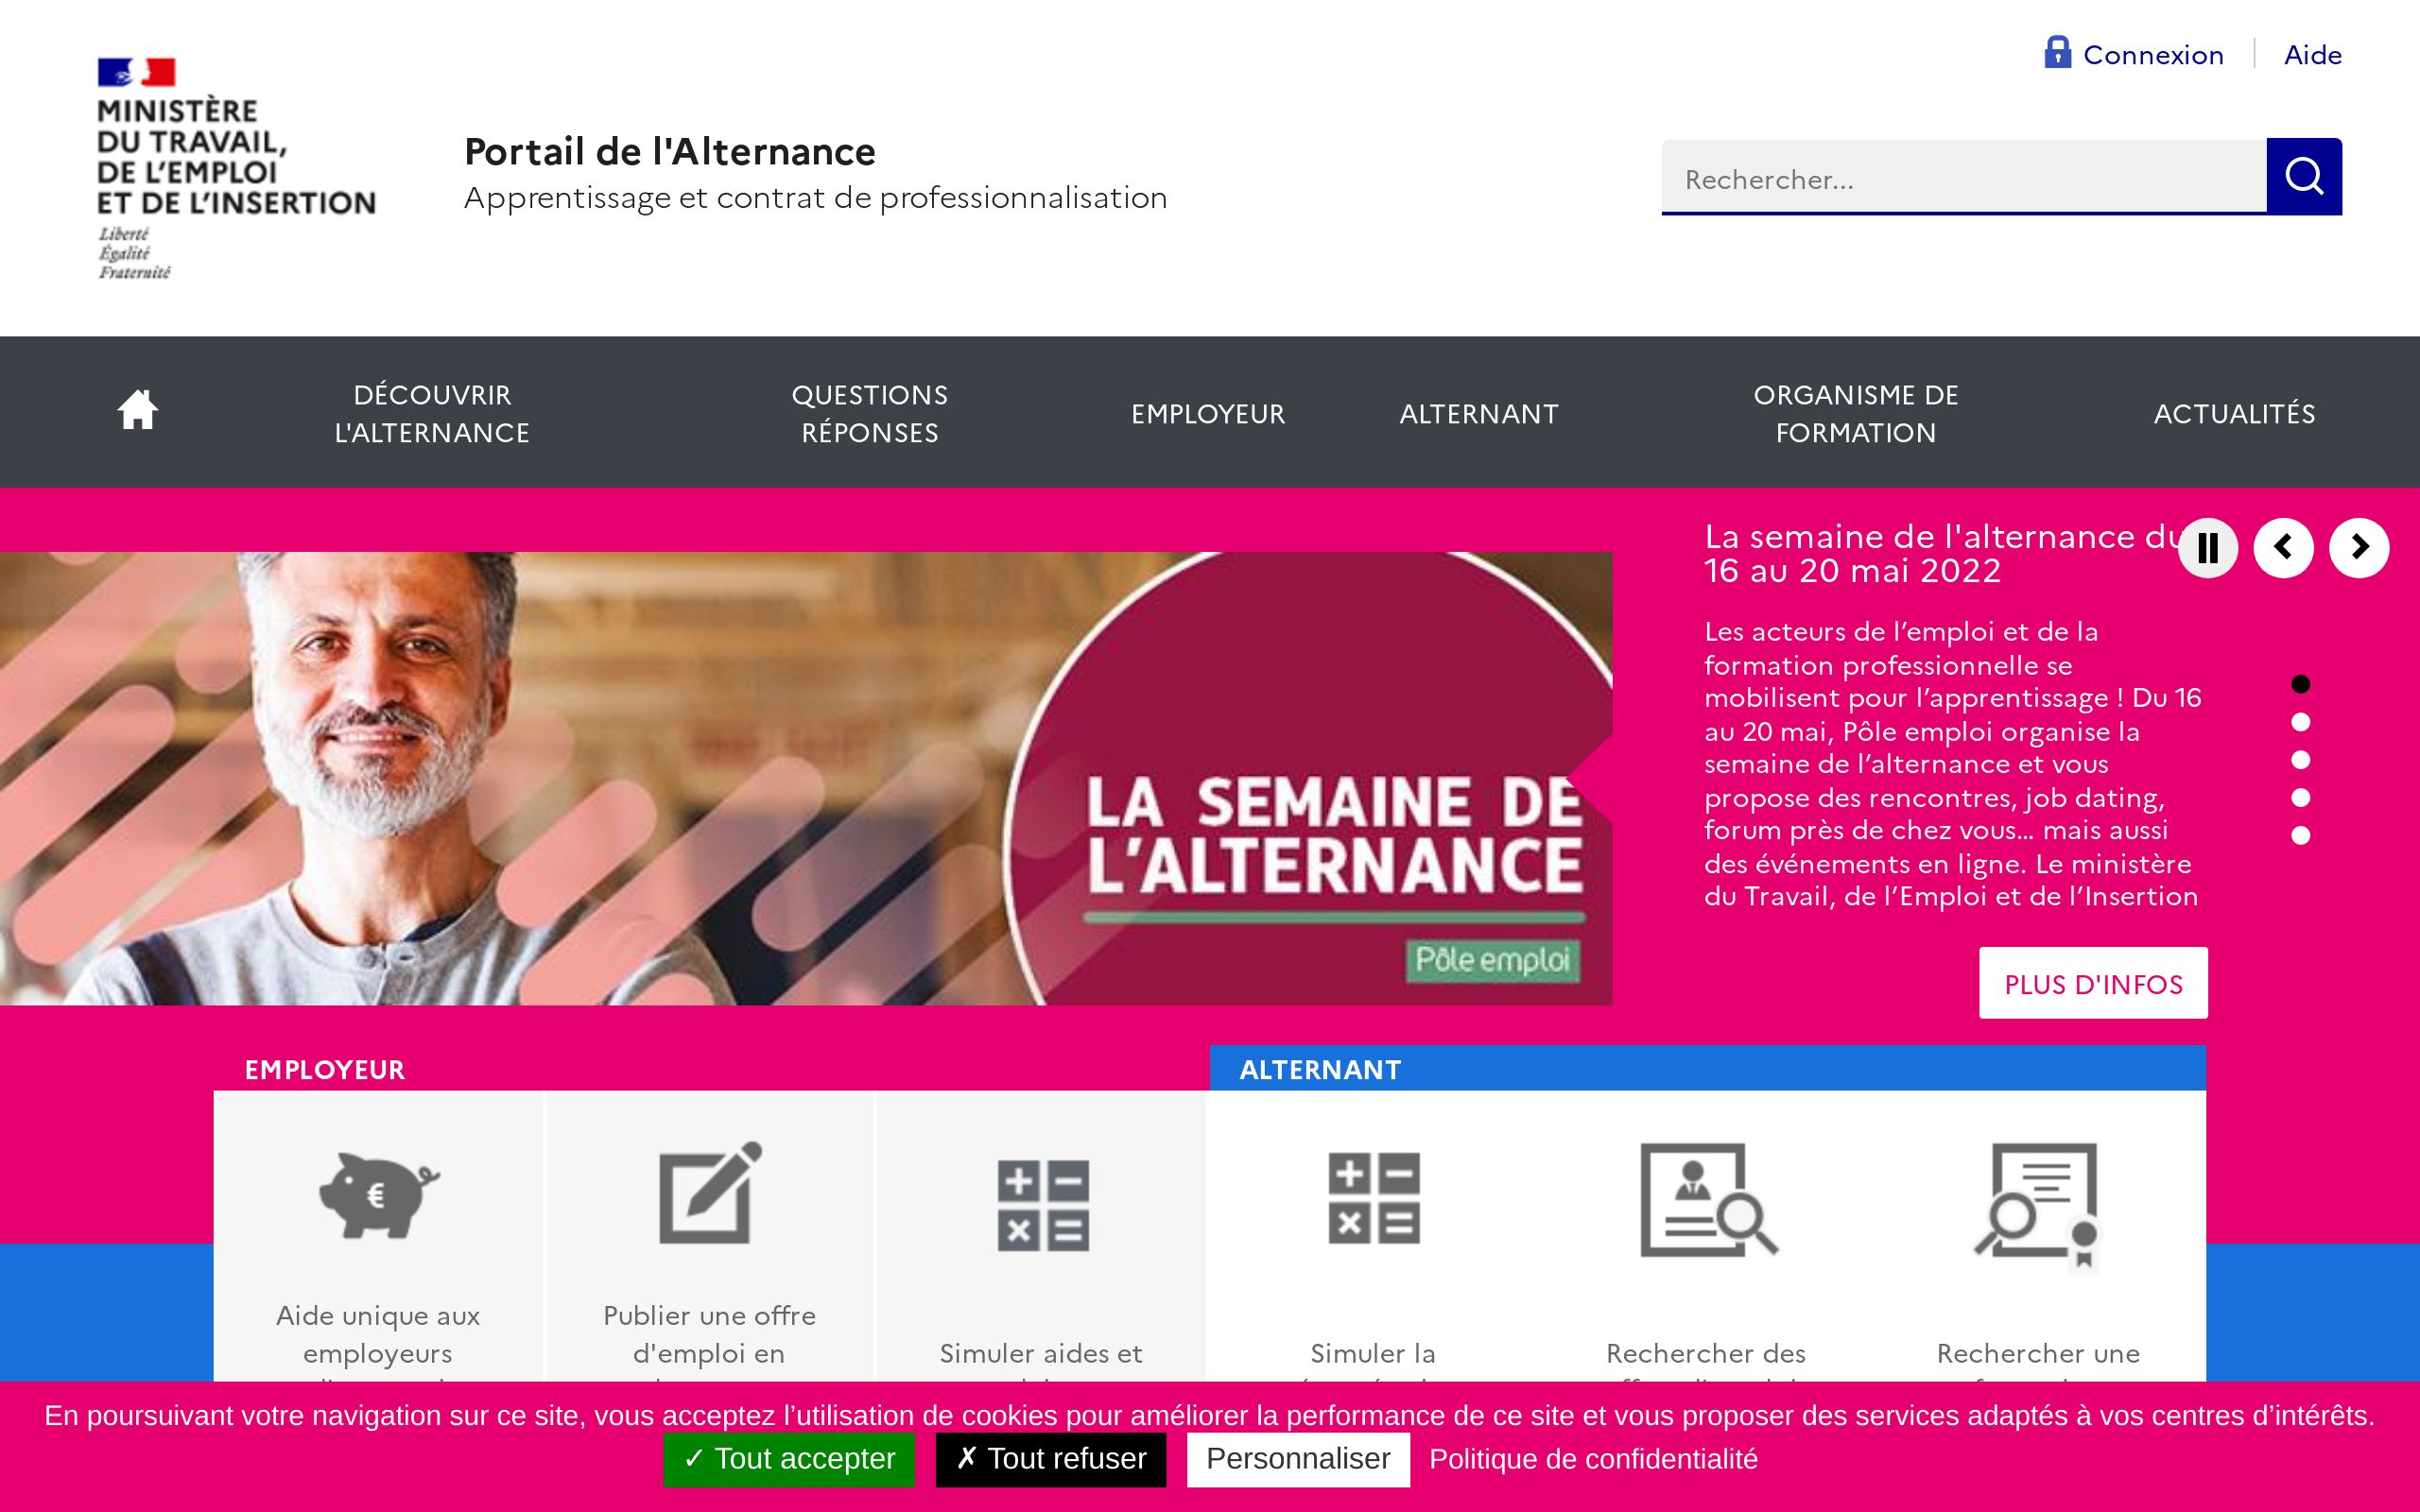 Connexion
Aide
MINISTÈRE
DU TRAVAIL,
DE L'EMPLOI
ET DE L'INSERTION
Liberté
Égalité
Fraternité
Portail de l'Alternance
Apprentissage et contrat de professionnalisation
Rechercher...
DÉCOUVRIR
L'ALTERNANCE
QUESTIONS
RÉPONSES
EMPLOYEUR
ALTERNANT
ORGANISME DE
FORMATION
ACTUALITÉS
LA SEMAINE DE
L'ALTERNANCE
Pôle emploi
La semaine de l'alternance du
16 au 20 mai 2022
Les acteurs de l’emploi et de la
formation professionnelle se
mobilisent pour l’apprentissage ! Du 16
au 20 mai, Pôle emploi organise la
semaine de l’alternance et vous
propose des rencontres, job dating,
forum près de chez vous… mais aussi
des événements en ligne. Le ministère
du Travail, de l’Emploi et de l’Insertion
PLUS D'INFOS
EMPLOYEUR
Aide unique aux
employeurs
Publier une offre
d'emploi en
Simuler aides et
ALTERNANT
Simuler la
Rechercher des
Rechercher une
En poursuivant votre navigation sur ce site, vous acceptez l’utilisation de cookies pour améliorer la performance de ce site et vous proposer des services adaptés à vos centres d’intérêts.
✓ Tout accepter
✗ Tout refuser
Personnaliser
Politique de confidentialité